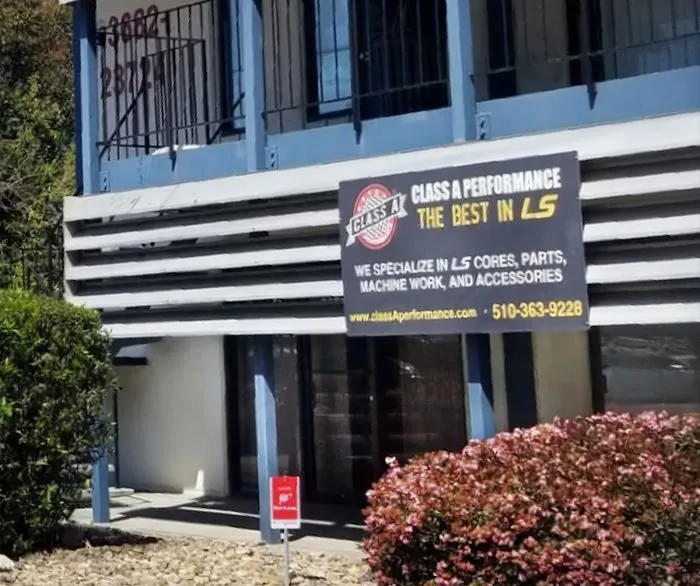 CLASS A
CLASS A PERFORMANCE
THE BEST IN LS
WE SPECIALIZE IN LS CORES, PARTS,
MACHINE WORK, AND ACCESSORIES
www.classAperformance.com · 510-363-9228